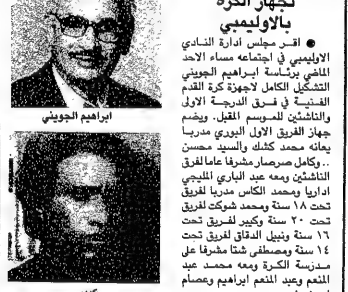 لجهاز الكرة
بالاوليمبي
● اقر مجلس ادارة النادي
الاوليمبي في اجتماعه مساء الاحد
الماضي برئاسة ابراهيم الجويني
التشكيل الكامل لاجهزة كرة القدم
الفنية في فرق الدرجة الاولى
والناشئين للموسم المقبل. ويضم
جهاز الفريق الاول البوري مدربا
يعاونه محمد كشك والسيد محسن
.. وكامل صرصار مشرفا عاما لفرق
الناشئين ومعه عبد الباري المليجي
اداريا ومحمد الكاس مدربا لفريق
تحت ١٨ سنة ومحمد شوكت لفريق
تحت ٢٠ سنة وكيبر لفريق تحت
١٦ سنة ونبيل الدقاق لفريق تحت
١٤ سنة ومصطفى شتا مشرفا على
مدرسة الكرة ومعه محمد عبد
المنعم وعبد المنعم ابراهيم وعصام
ابراهيم الجويني